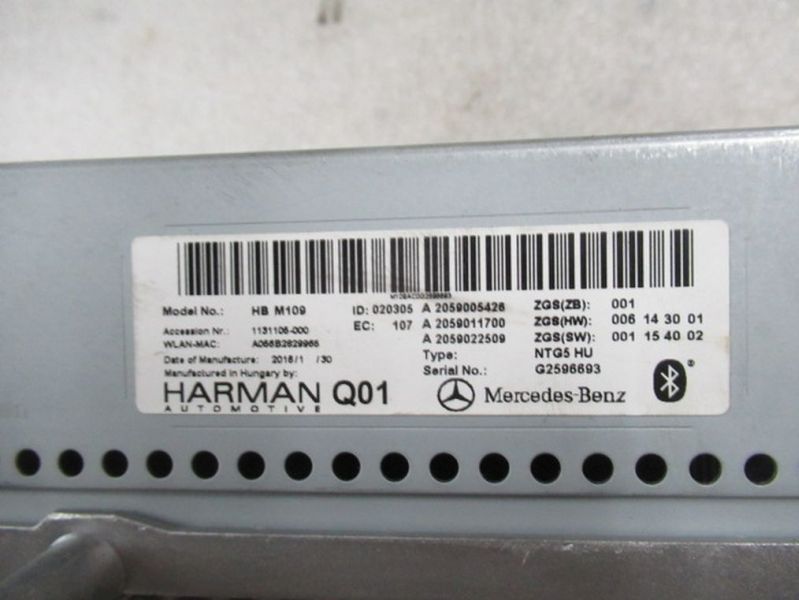 Model No.: HB M109 ID: 020305 A 2059005426 ZGS(ZB): 001
Accession Nr.: 1131106-000 EC: 107 A 2059011700 ZGS(HW): 006 14 30 01
WLAN-MAC: A066B2829966 A 2059022509 ZGS(SW): 001 15 40 02
Date of Manufacture: 2016/1 /30 Type: NTG5 HU
Manufactured in Hungary by: Serial No.: G2596693
HARMAN Q01 Mercedes-Benz
AUTOMOTIVE